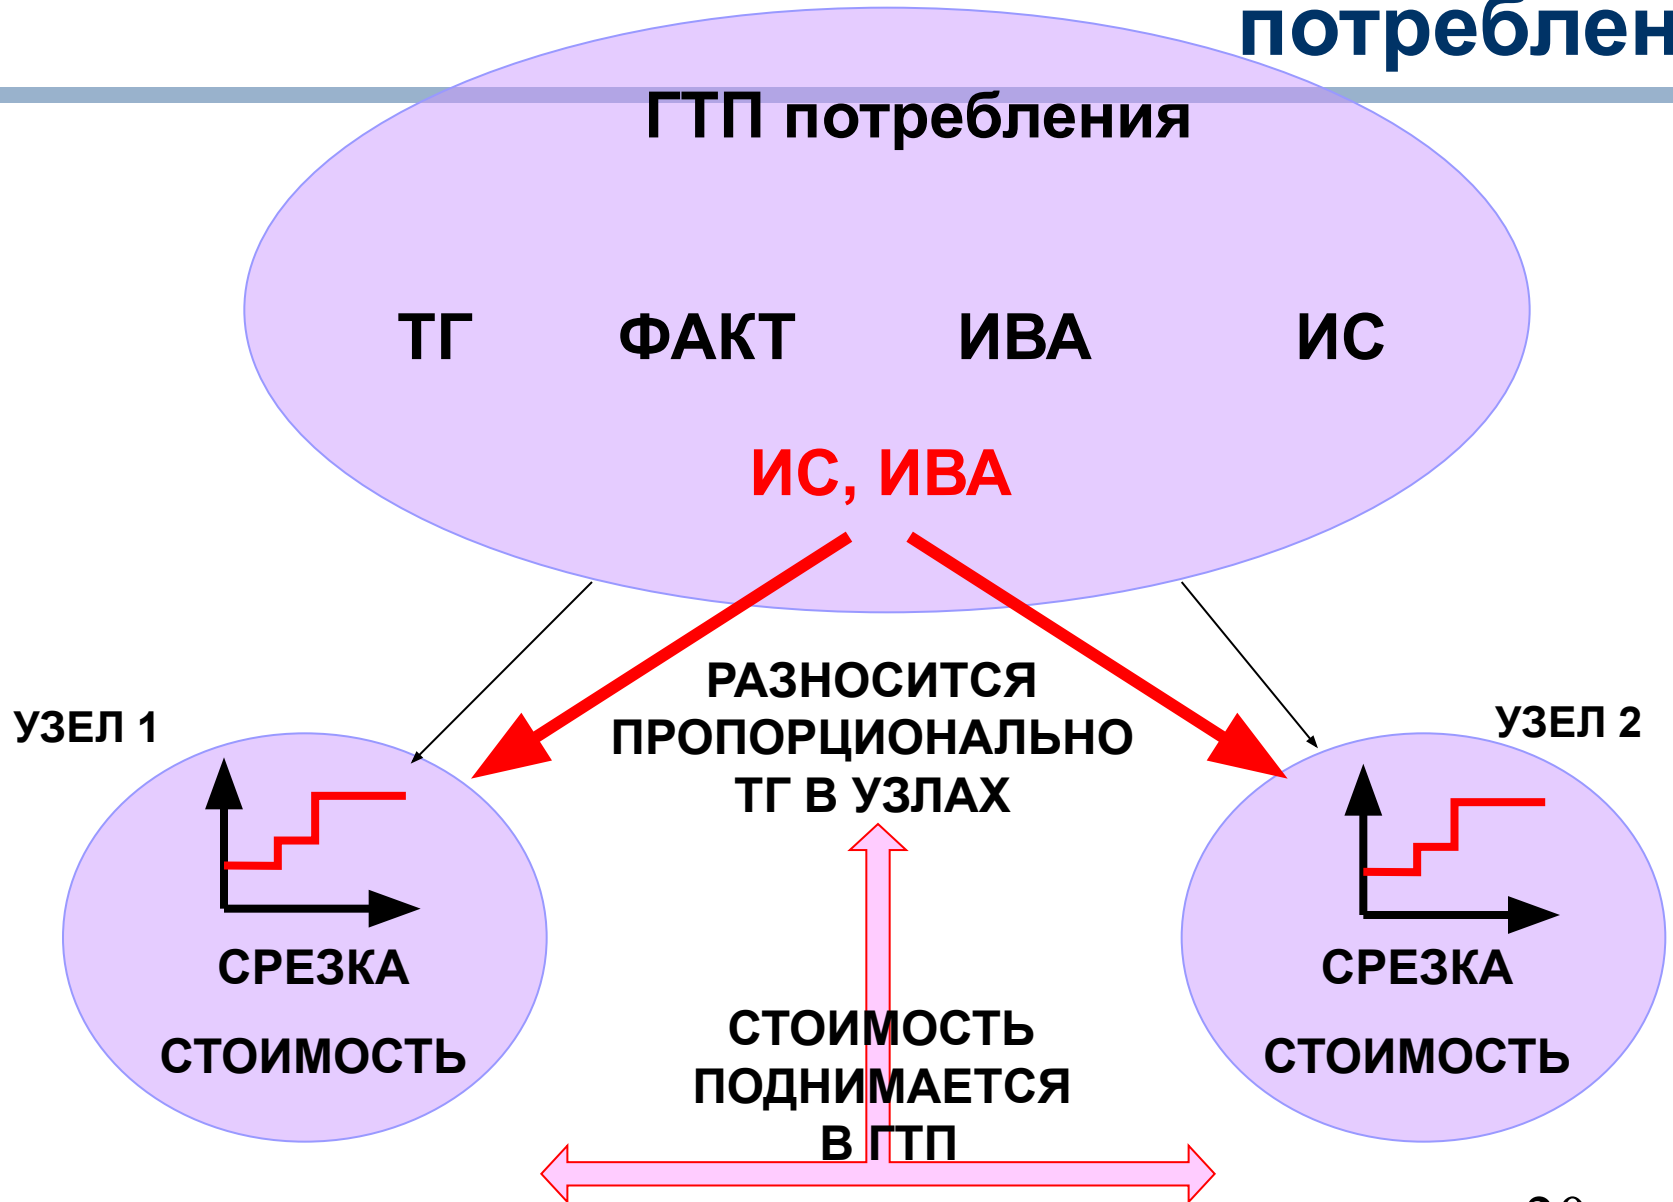 потреблен
ГТП потребления
ТГ ФАКТ ИВА ИС
ИС, ИВА
РАЗНОСИТСЯ
ПРОПОРЦИОНАЛЬНО
ТГ В УЗЛАХ
УЗЕЛ 1
УЗЕЛ 2
СРЕЗКА
СТОИМОСТЬ
СРЕЗКА
СТОИМОСТЬ
СТОИМОСТЬ
ПОДНИМАЕТСЯ
В ГТП